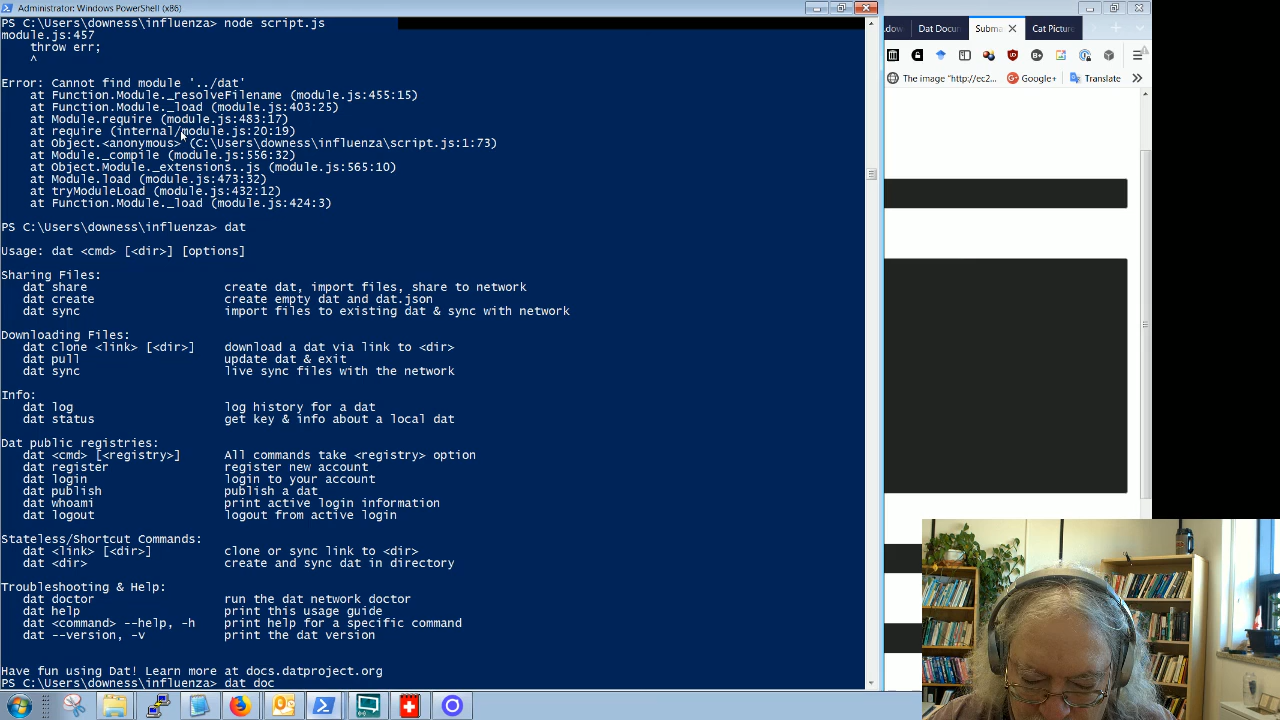 Administrator: Windows PowerShell (x86)
PS C:\Users\downess\influenza> node script.js
module.js:457
    throw err;
    ^
Error: Cannot find module '../dat'
    at Function.Module._resolveFilename (module.js:455:15)
    at Function.Module._load (module.js:403:25)
    at Module.require (module.js:483:17)
    at require (internal/module.js:20:19)
    at Object.<anonymous> (C:\Users\downess\influenza\script.js:1:73)
    at Module._compile (module.js:556:32)
    at Object.Module._extensions..js (module.js:565:10)
    at Module.load (module.js:473:32)
    at tryModuleLoad (module.js:432:12)
    at Function.Module._load (module.js:424:3)
PS C:\Users\downess\influenza> dat
Usage: dat <cmd> [<dir>] [options]
Sharing Files:
   dat share                   create dat, import files, share to network
   dat create                  create empty dat and dat.json
   dat sync                    import files to existing dat & sync with network
Downloading Files:
   dat clone <link> [<dir>]    download a dat via link to <dir>
   dat pull                    update dat & exit
   dat sync                    live sync files with the network
Info:
   dat log                     log history for a dat
   dat status                  get key & info about a local dat
Dat public registries:
   dat <cmd> [<registry>]      All commands take <registry> option
   dat register                register new account
   dat login                   login to your account
   dat publish                 publish a dat
   dat whoami                  print active login information
   dat logout                  logout from active login
Stateless/Shortcut Commands:
   dat <link> [<dir>]          clone or sync link to <dir>
   dat <dir>                   create and sync dat in directory
Troubleshooting & Help:
   dat doctor                  run the dat network doctor
   dat help                    print this usage guide
   dat <command> --help, -h    print help for a specific command
   dat --version, -v           print the dat version
Have fun using Dat! Learn more at docs.datproject.org
PS C:\Users\downess\influenza> dat doc
.dow Dat Docu Subma Cat Picture
The image "http://ec2 Google+ Translate